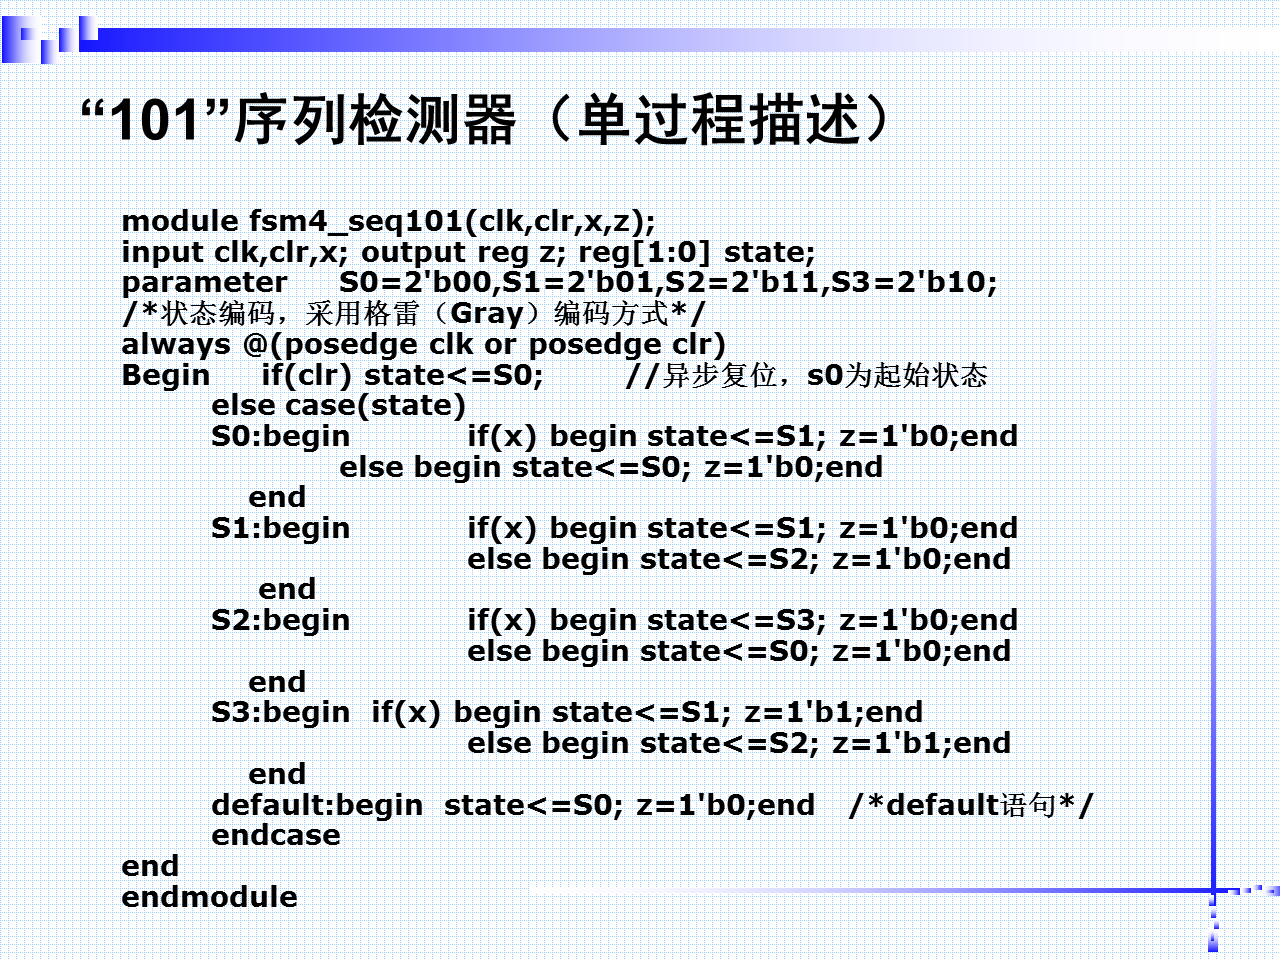 “101”序列检测器（单过程描述）
module fsm4_seq101(clk,clr,x,z);
input clk,clr,x; output reg z; reg[1:0] state;
parameter S0=2'b00,S1=2'b01,S2=2'b11,S3=2'b10;
/*状态编码，采用格雷（Gray）编码方式*/
always @(posedge clk or posedge clr)
Begin if(clr) state<=S0; //异步复位，s0为起始状态
else case(state)
S0:begin if(x) begin state<=S1; z=1'b0;end
else begin state<=S0; z=1'b0;end
end
S1:begin if(x) begin state<=S1; z=1'b0;end
else begin state<=S2; z=1'b0;end
end
S2:begin if(x) begin state<=S3; z=1'b0;end
else begin state<=S0; z=1'b0;end
end
S3:begin if(x) begin state<=S1; z=1'b1;end
else begin state<=S2; z=1'b1;end
end
default:begin state<=S0; z=1'b0;end /*default语句*/
endcase
end
endmodule